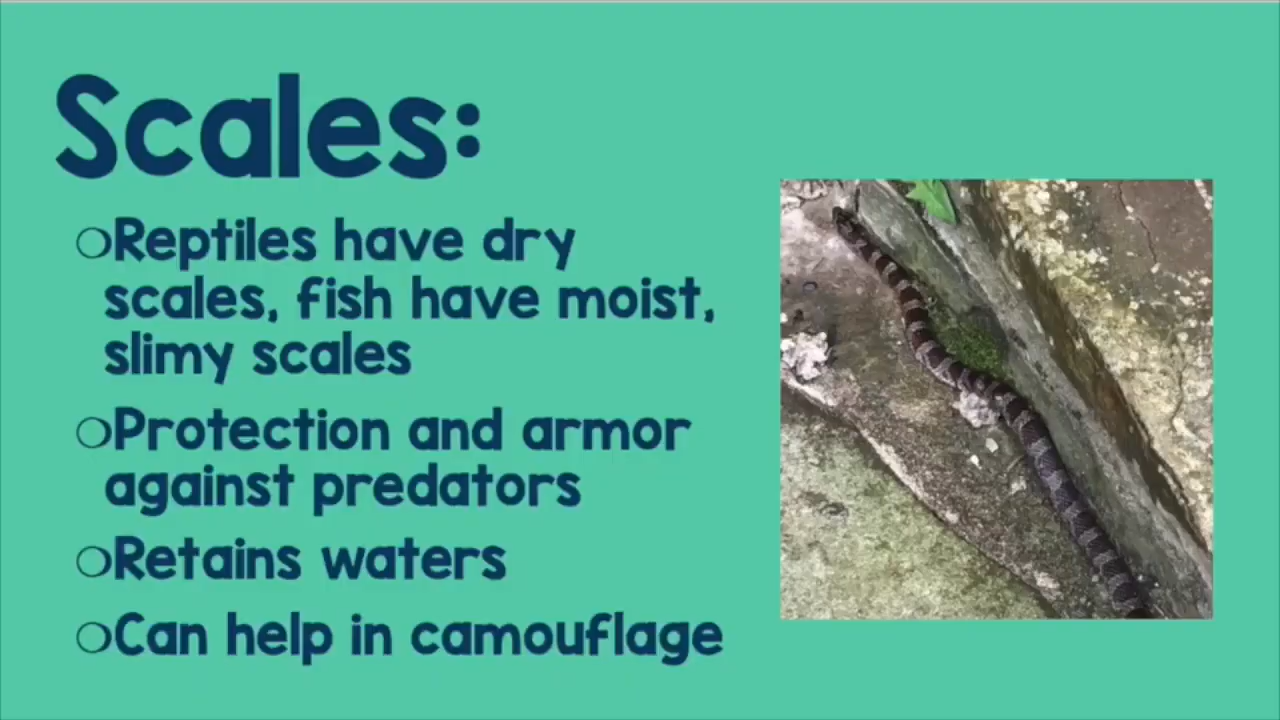 Scales:
❍Reptiles have dry
scales, fish have moist,
slimy scales
❍Protection and armor
against predators
❍Retains waters
❍Can help in camouflage